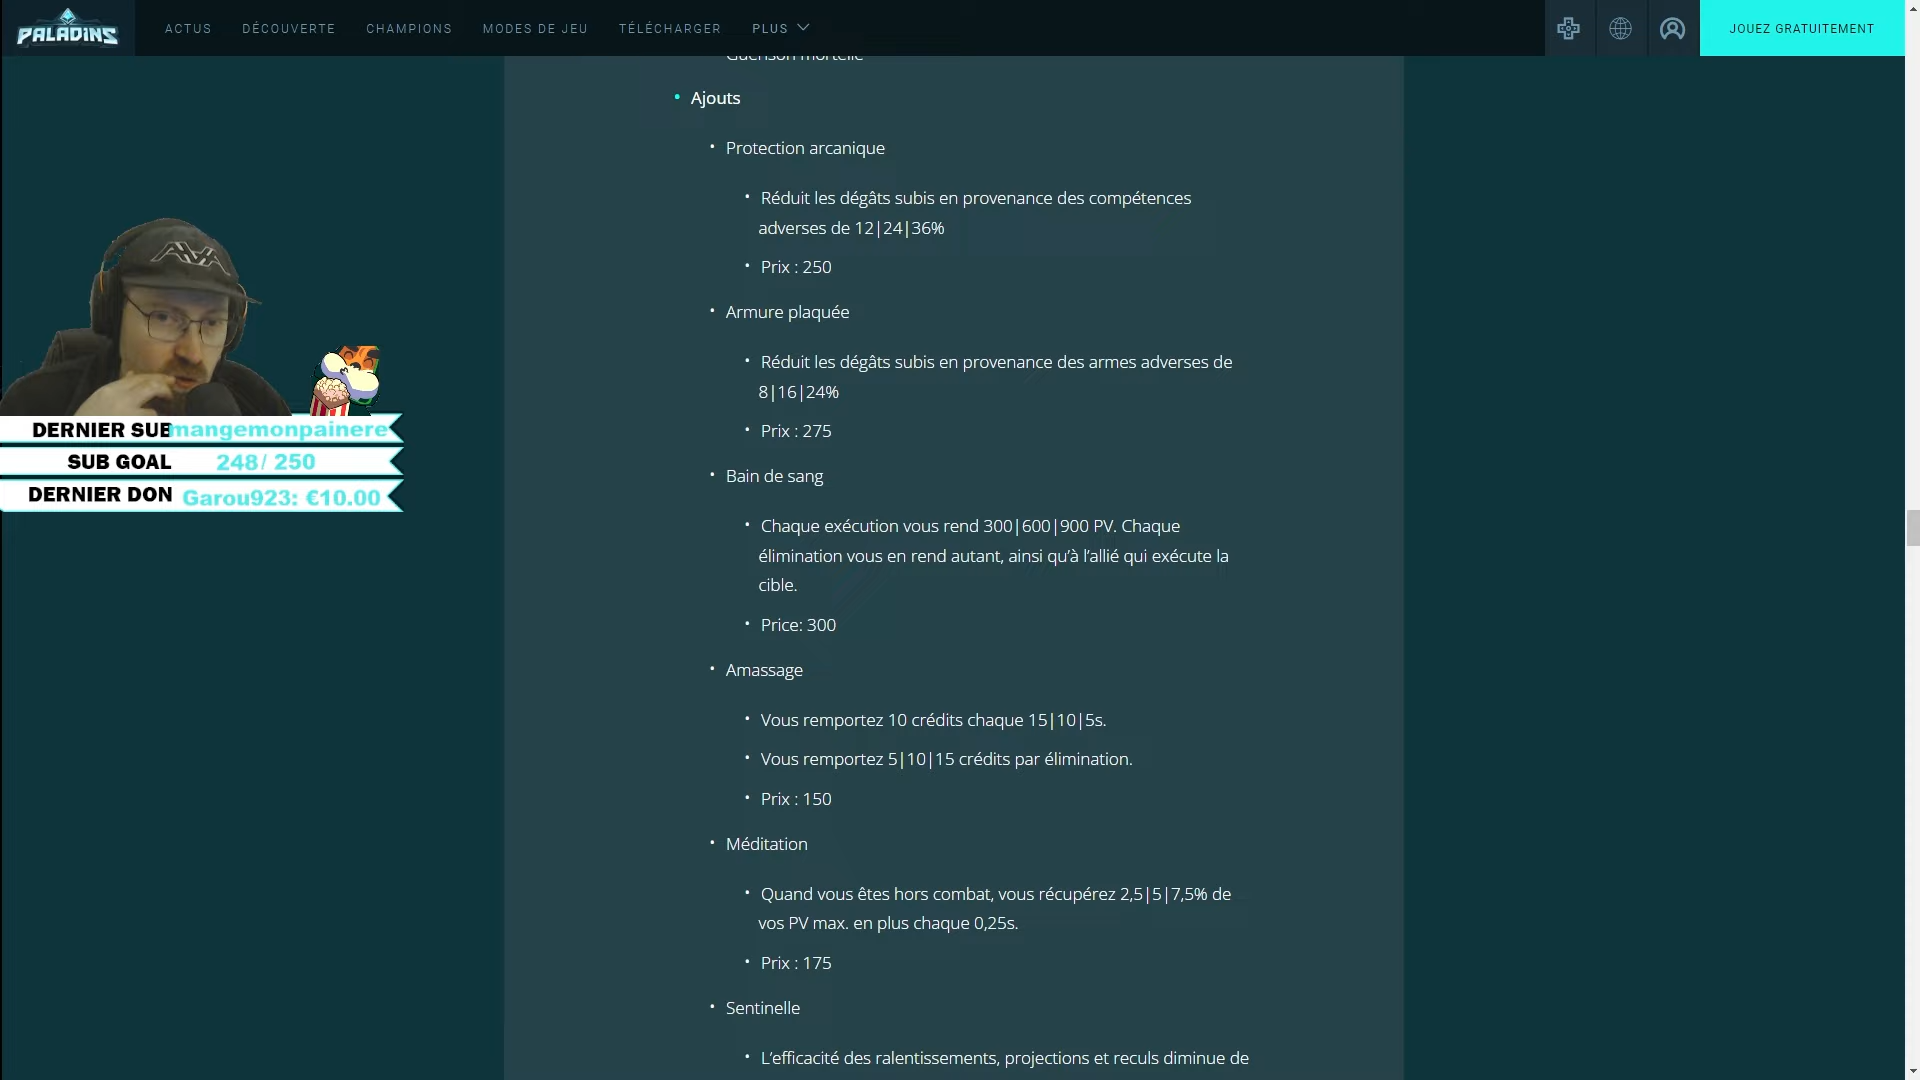 PALADINS
ACTUS DÉCOUVERTE CHAMPIONS MODES DE JEU TÉLÉCHARGER PLUS JOUEZ GRATUITEMENT
Guérison mortelle
• Ajouts
• Protection arcanique
• Réduit les dégâts subis en provenance des compétences
adverses de 12|24|36%
• Prix : 250
• Armure plaquée
• Réduit les dégâts subis en provenance des armes adverses de
8|16|24%
• Prix : 275
• Bain de sang
• Chaque exécution vous rend 300|600|900 PV. Chaque
élimination vous en rend autant, ainsi qu’à l’allié qui exécute la
cible.
• Price: 300
• Amassage
• Vous remportez 10 crédits chaque 15|10|5s.
• Vous remportez 5|10|15 crédits par élimination.
• Prix : 150
• Méditation
• Quand vous êtes hors combat, vous récupérez 2,5|5|7,5% de
vos PV max. en plus chaque 0,25s.
• Prix : 175
• Sentinelle
• L’efficacité des ralentissements, projections et reculs diminue de
DERNIER SUB mangemonpainere
SUB GOAL 248/ 250
DERNIER DON Garou923: €10.00